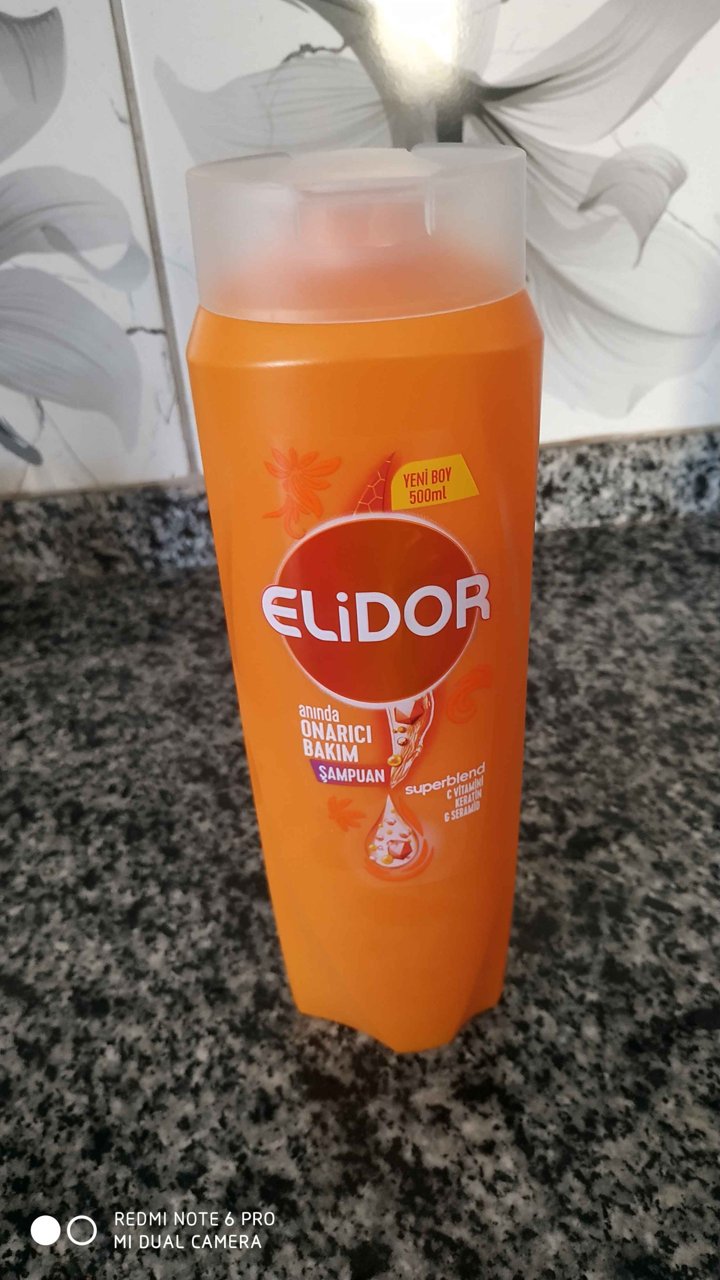 YENİ BOY
500ml
ELiDOR
anında
ONARICI
BAKIM
ŞAMPUAN
superblend
C VİTAMİNİ
KERATİN
& SERAMİD
REDMI NOTE 6 PRO
MI DUAL CAMERA